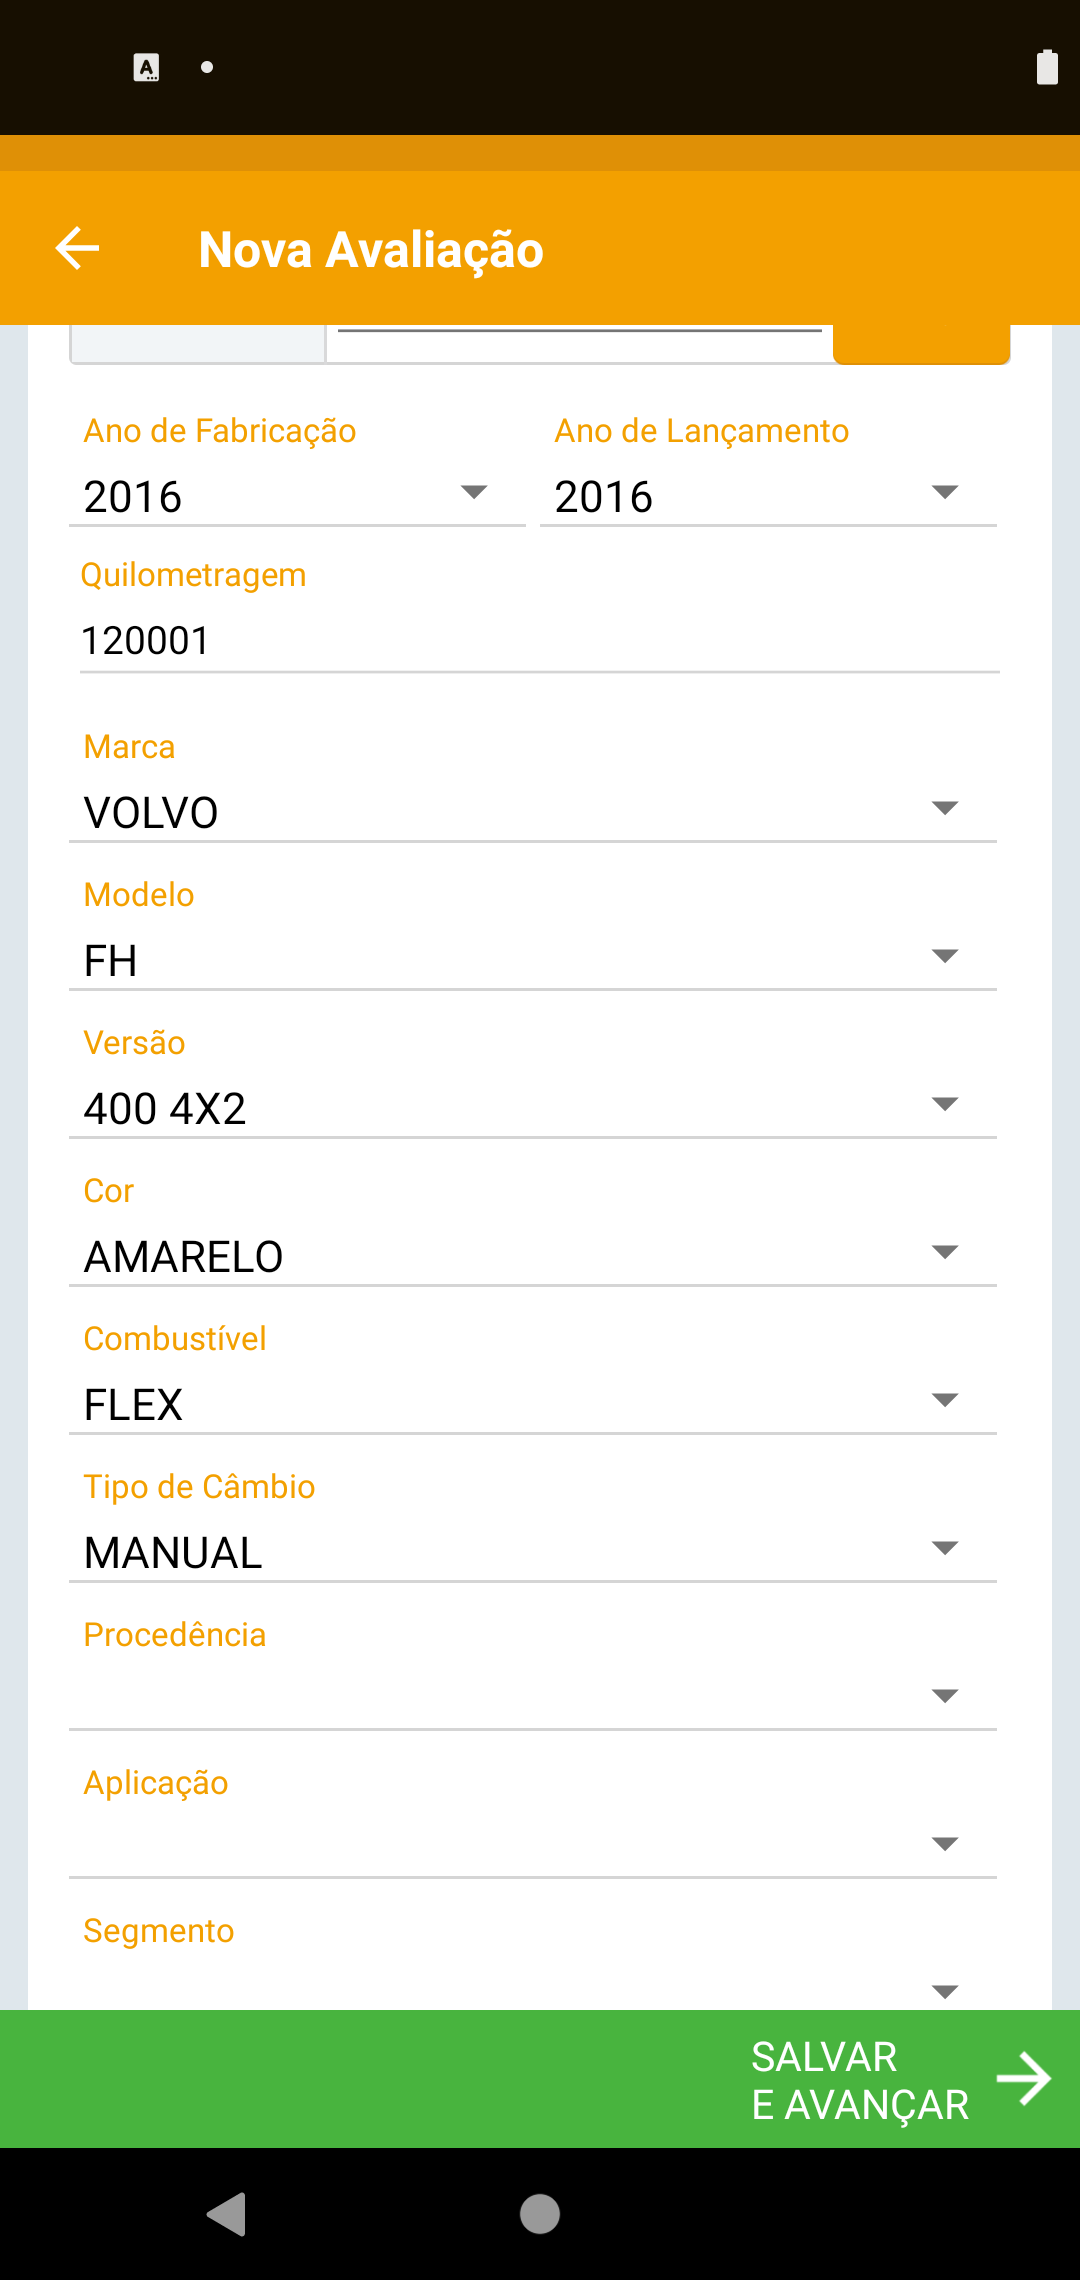 Nova Avaliação
Ano de Fabricação
Ano de Lançamento
2016
2016
Quilometragem
120001
Marca
VOLVO
Modelo
FH
Versão
400 4X2
Cor
AMARELO
Combustível
FLEX
Tipo de Câmbio
MANUAL
Procedência
Aplicação
Segmento
SALVAR
E AVANÇAR